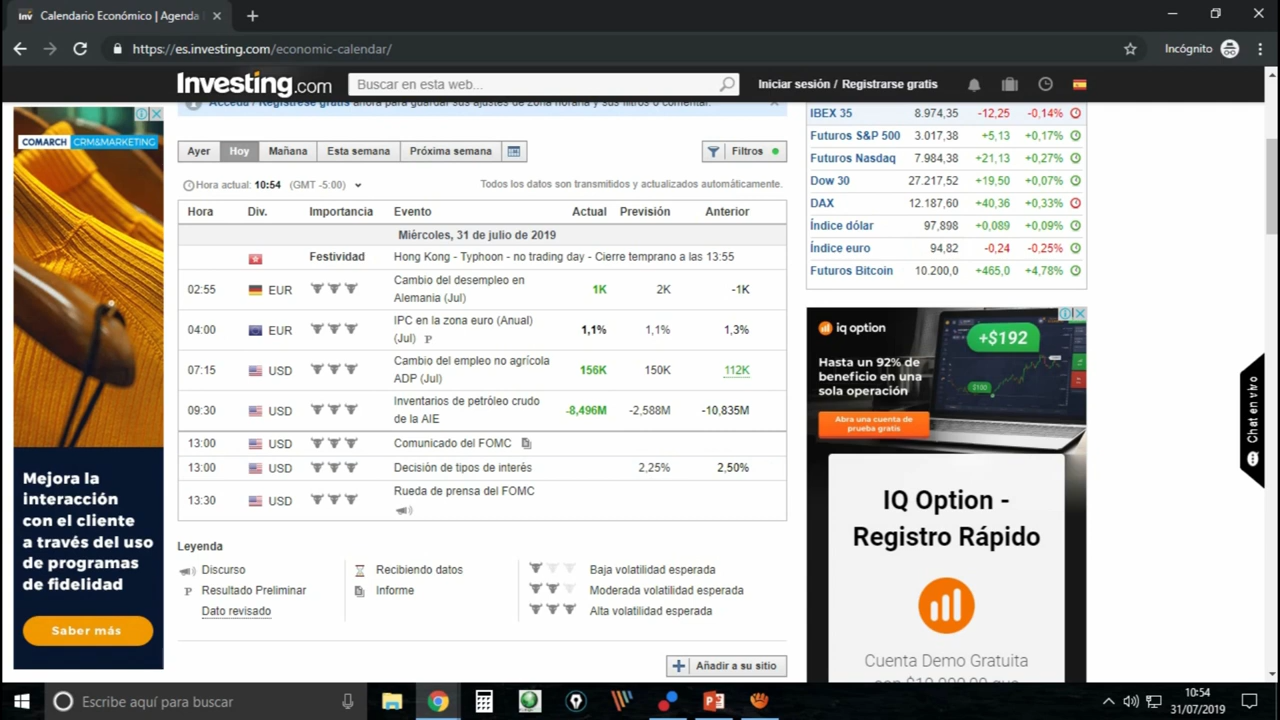 Calendario Económico | Agenda
https://es.investing.com/economic-calendar/
Incógnito
Investing.com
Buscar en esta web...
Iniciar sesión / Registrarse gratis
Acceda / Regístrese gratis ahora para guardar sus ajustes de zona horaria y sus filtros o comentar.
COMARCH CRM&MARKETING
Mejora la
interacción
con el cliente
a través del uso
de programas
de fidelidad
Saber más
Ayer Hoy Mañana Esta semana Próxima semana
Filtros
Hora actual: 10:54 (GMT -5:00)
Todos los datos son transmitidos y actualizados automáticamente.
Hora Div. Importancia Evento Actual Previsión Anterior
Miércoles, 31 de julio de 2019
Festividad Hong Kong - Typhoon - no trading day - Cierre temprano a las 13:55
02:55 EUR Cambio del desempleo en 1K 2K -1K
Alemania (Jul)
04:00 EUR IPC en la zona euro (Anual) 1,1% 1,1% 1,3%
(Jul) P
07:15 USD Cambio del empleo no agrícola 156K 150K 112K
ADP (Jul)
09:30 USD Inventarios de petróleo crudo -8,496M -2,588M -10,835M
de la AIE
13:00 USD Comunicado del FOMC
13:00 USD Decisión de tipos de interés 2,25% 2,50%
13:30 USD Rueda de prensa del FOMC
Leyenda
Discurso Recibiendo datos Baja volatilidad esperada
P Resultado Preliminar Informe Moderada volatilidad esperada
Dato revisado Alta volatilidad esperada
Añadir a su sitio
IBEX 35 8.974,35 -12,25 -0,14%
Futuros S&P 500 3.017,38 +5,13 +0,17%
Futuros Nasdaq 7.984,38 +21,13 +0,27%
Dow 30 27.217,52 +19,50 +0,07%
DAX 12.187,60 +40,36 +0,33%
Índice dólar 97,898 +0,089 +0,09%
Índice euro 94,82 -0,24 -0,25%
Futuros Bitcoin 10.200,0 +465,0 +4,78%
iq option
+$192
$100
Hasta un 92% de
beneficio en una
sola operación
Abra una cuenta de
prueba gratis
IQ Option -
Registro Rápido
Cuenta Demo Gratuita
Chat en vivo
Escribe aquí para buscar
10:54
31/07/2019